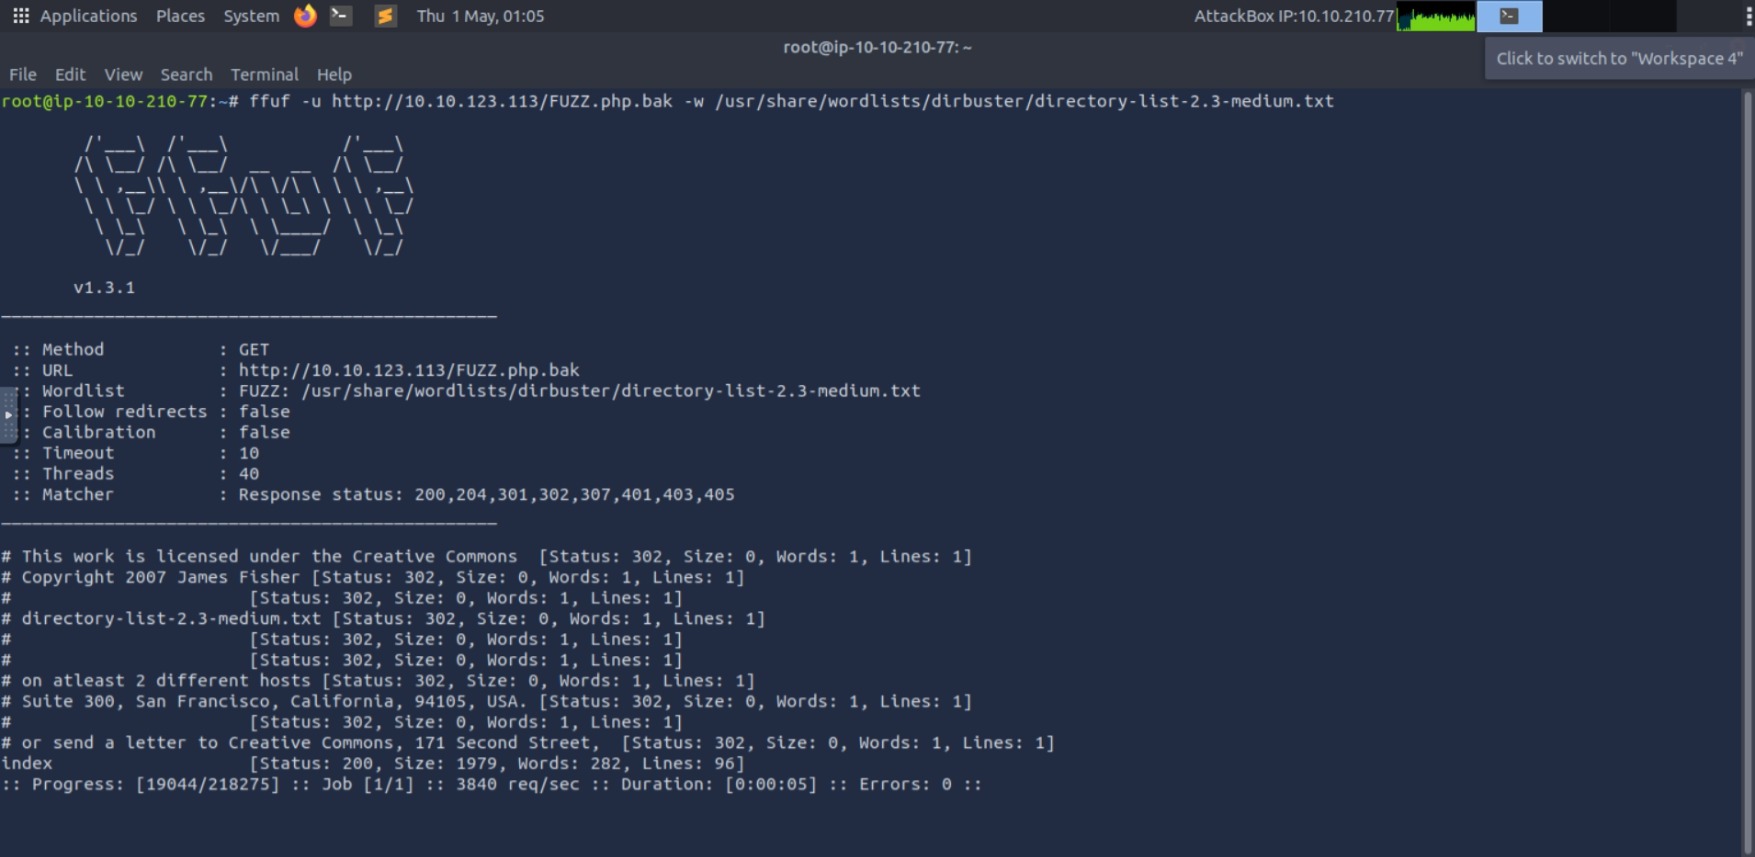 Applications Places System Thu 1 May, 01:05 AttackBox IP:10.10.210.77
root@ip-10-10-210-77: ~
Click to switch to "Workspace 4"
File Edit View Search Terminal Help
root@ip-10-10-210-77:~# ffuf -u http://10.10.123.113/FUZZ.php.bak -w /usr/share/wordlists/dirbuster/directory-list-2.3-medium.txt
        /'___\  /'___\           /'___\
       /\ \__/ /\ \__/  __  __  /\ \__/
       \ \ ,__\\ \ ,__\/\ \/\ \ \ \ ,__\
        \ \ \_/ \ \ \_/\ \ \_\ \ \ \ \_/
         \ \_\   \ \_\  \ \____/  \ \_\
          \/_/    \/_/   \/___/    \/_/
       v1.3.1
________________________________________________
 :: Method           : GET
 :: URL              : http://10.10.123.113/FUZZ.php.bak
 :: Wordlist         : FUZZ: /usr/share/wordlists/dirbuster/directory-list-2.3-medium.txt
 :: Follow redirects : false
 :: Calibration      : false
 :: Timeout          : 10
 :: Threads          : 40
 :: Matcher          : Response status: 200,204,301,302,307,401,403,405
________________________________________________
# This work is licensed under the Creative Commons  [Status: 302, Size: 0, Words: 1, Lines: 1]
# Copyright 2007 James Fisher [Status: 302, Size: 0, Words: 1, Lines: 1]
#                       [Status: 302, Size: 0, Words: 1, Lines: 1]
# directory-list-2.3-medium.txt [Status: 302, Size: 0, Words: 1, Lines: 1]
#                       [Status: 302, Size: 0, Words: 1, Lines: 1]
#                       [Status: 302, Size: 0, Words: 1, Lines: 1]
# on atleast 2 different hosts [Status: 302, Size: 0, Words: 1, Lines: 1]
# Suite 300, San Francisco, California, 94105, USA. [Status: 302, Size: 0, Words: 1, Lines: 1]
#                       [Status: 302, Size: 0, Words: 1, Lines: 1]
# or send a letter to Creative Commons, 171 Second Street,  [Status: 302, Size: 0, Words: 1, Lines: 1]
index                   [Status: 200, Size: 1979, Words: 282, Lines: 96]
:: Progress: [19044/218275] :: Job [1/1] :: 3840 req/sec :: Duration: [0:00:05] :: Errors: 0 ::